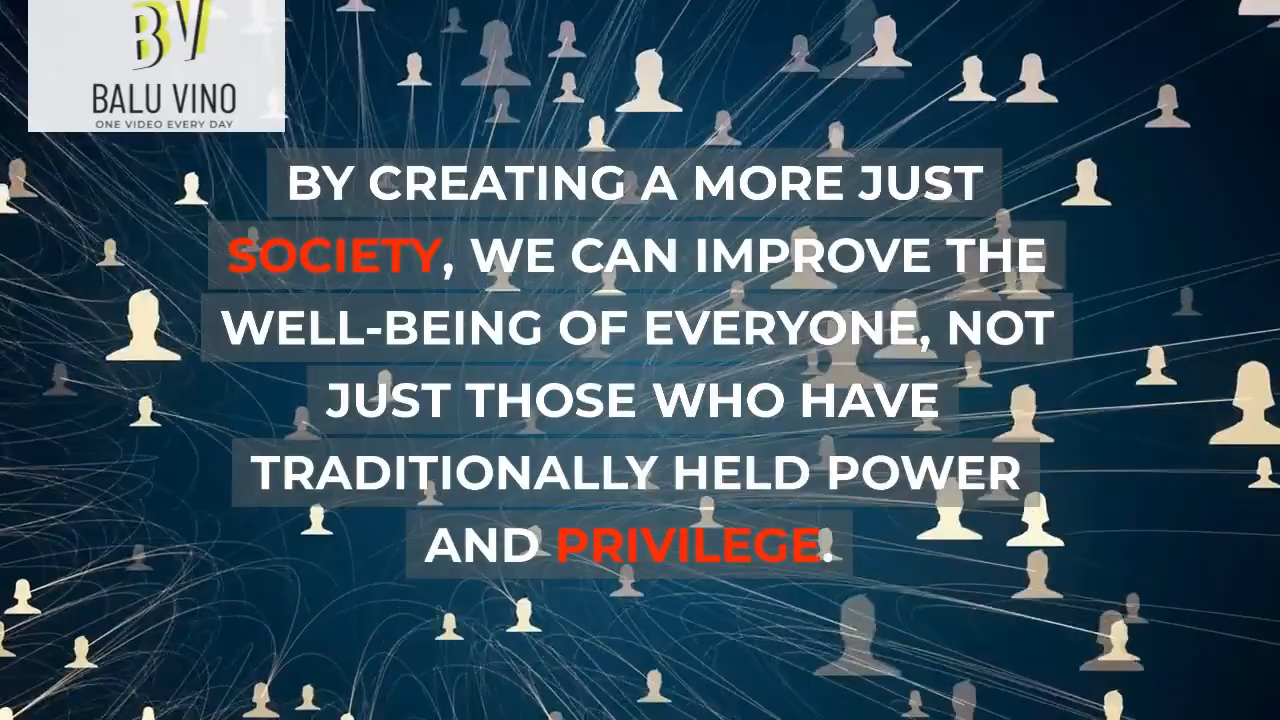 BV
BALU VINO
ONE VIDEO EVERY DAY
BY CREATING A MORE JUST
SOCIETY, WE CAN IMPROVE THE
WELL-BEING OF EVERYONE, NOT
JUST THOSE WHO HAVE
TRADITIONALLY HELD POWER
AND PRIVILEGE.